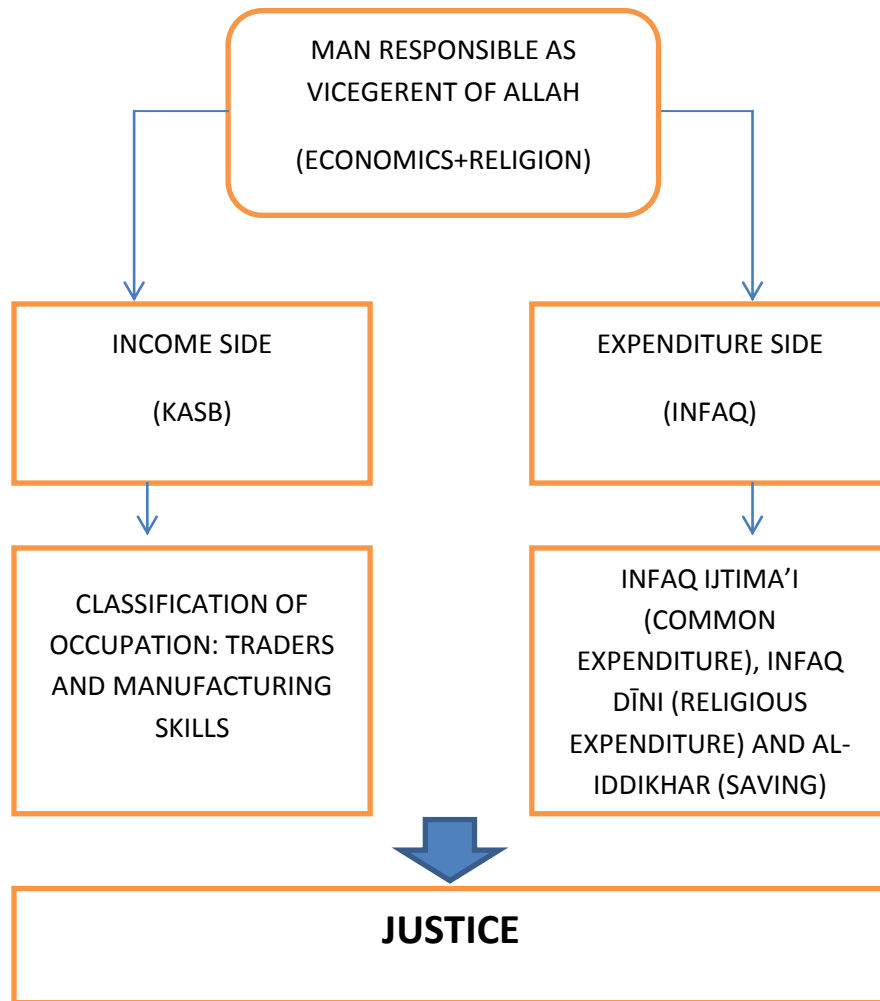 MAN RESPONSIBLE AS
VICEGERENT OF ALLAH
(ECONOMICS+RELIGION)
INCOME SIDE
(KASB)
EXPENDITURE SIDE
(INFAQ)
CLASSIFICATION OF
OCCUPATION: TRADERS
AND MANUFACTURING
SKILLS
INFAQ IJTIMA’I
(COMMON
EXPENDITURE), INFAQ
DĪNI (RELIGIOUS
EXPENDITURE) AND AL-
IDDIKHAR (SAVING)
JUSTICE